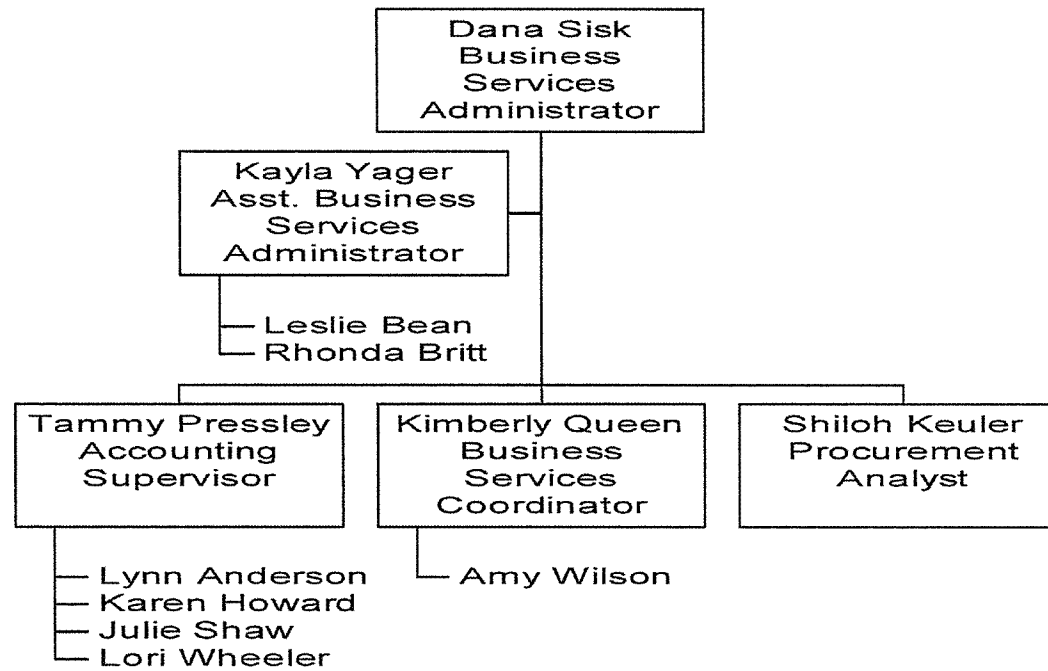 Dana Sisk
Business
Services
Administrator
Kayla Yager
Asst. Business
Services
Administrator
Leslie Bean
Rhonda Britt
Tammy Pressley
Accounting
Supervisor
Lynn Anderson
Karen Howard
Julie Shaw
Lori Wheeler
Kimberly Queen
Business
Services
Coordinator
Amy Wilson
Shiloh Keuler
Procurement
Analyst